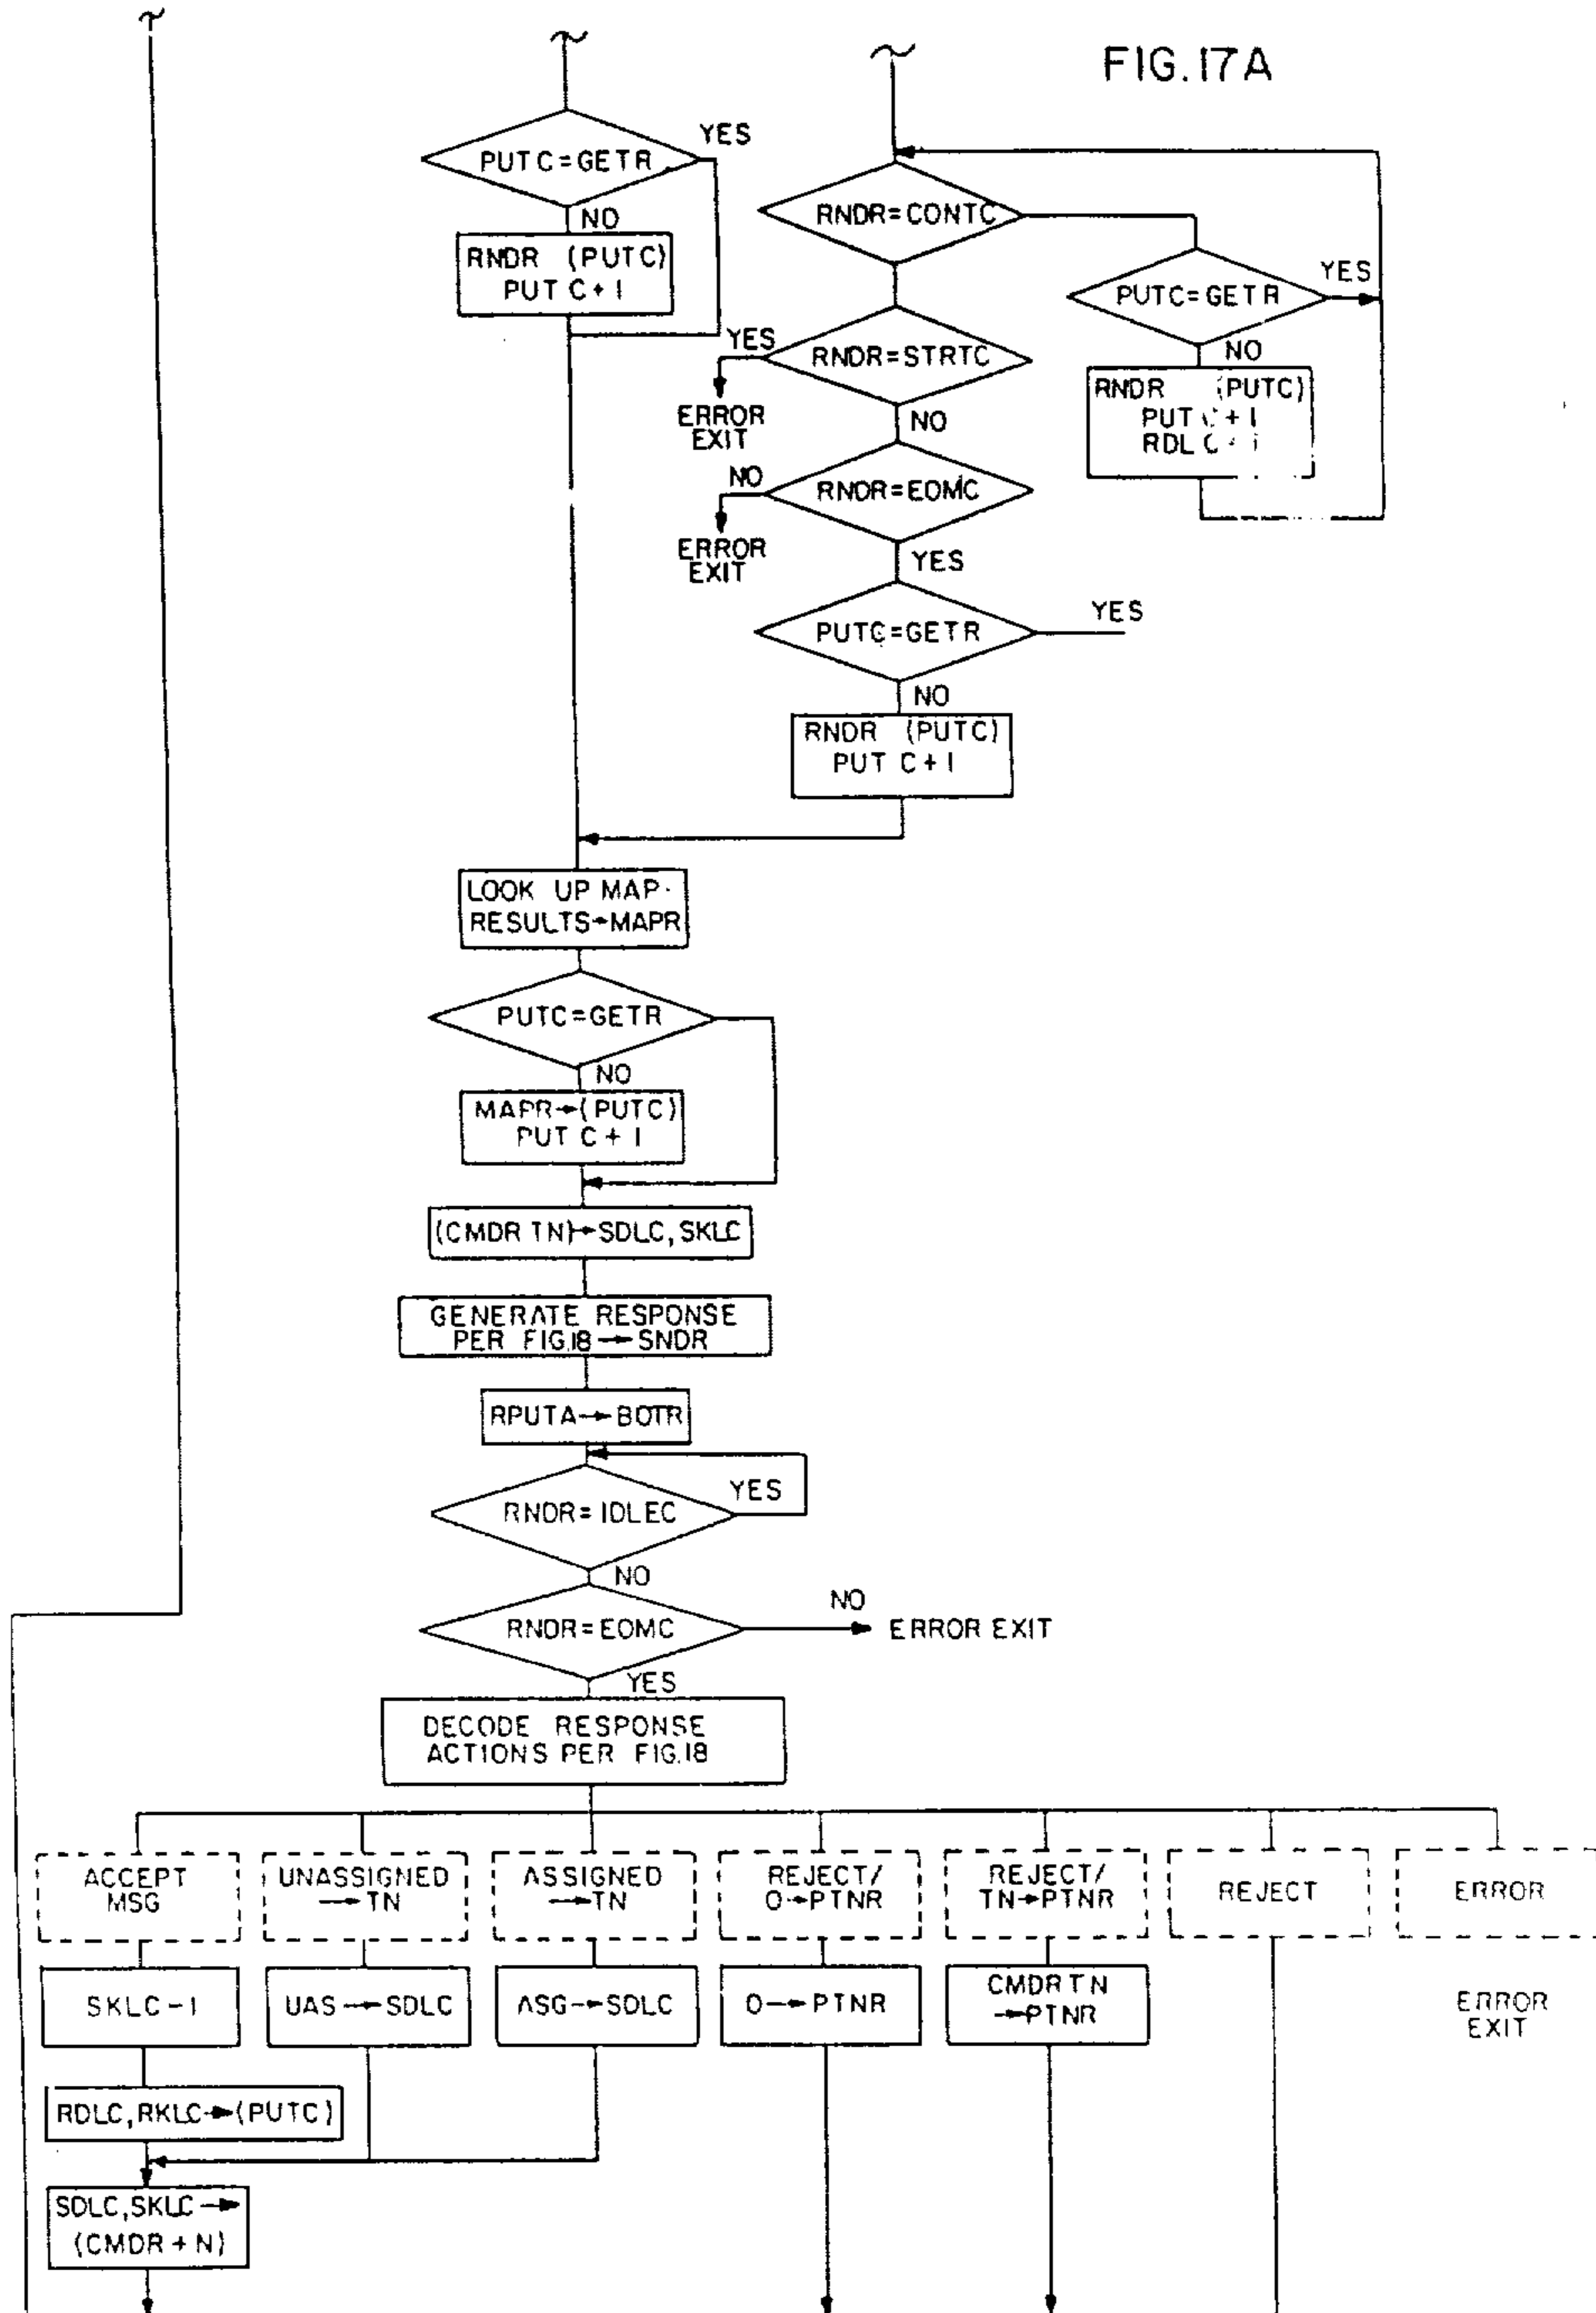 FIG.17A
YES
PUTC=GETR
NO
RNDR (PUTC)
PUT C+1
RNDR=CONTC
PUTC=GETR
YES
NO
RNDR (PUTC)
PUT C+1
RDL C+1
YES
RNDR=STRTC
ERROR
EXIT
NO
NO
RNDR=EOMC
ERROR
EXIT
YES
PUTC=GETR
YES
NO
RNDR (PUTC)
PUT C+1
LOOK UP MAP
RESULTS→MAPR
PUTC=GETR
NO
MAPR→(PUTC)
PUT C+1
(CMDR TN)→SDLC,SKLC
GENERATE RESPONSE
PER FIG.18→SNDR
RPUTA→BOTR
RNDR=IDLEC
YES
NO
RNDR=EOMC
NO
ERROR EXIT
YES
DECODE RESPONSE
ACTIONS PER FIG.18
ACCEPT
MSG
UNASSIGNED
→TN
ASSIGNED
→TN
REJECT/
0→PTNR
REJECT/
TN→PTNR
REJECT
ERROR
SKLC-1
UAS→SDLC
ASG→SDLC
0→PTNR
CMDRTN
→PTNR
ERROR
EXIT
RDLC,RKLC→(PUTC)
SDLC,SKLC→
(CMDR+N)